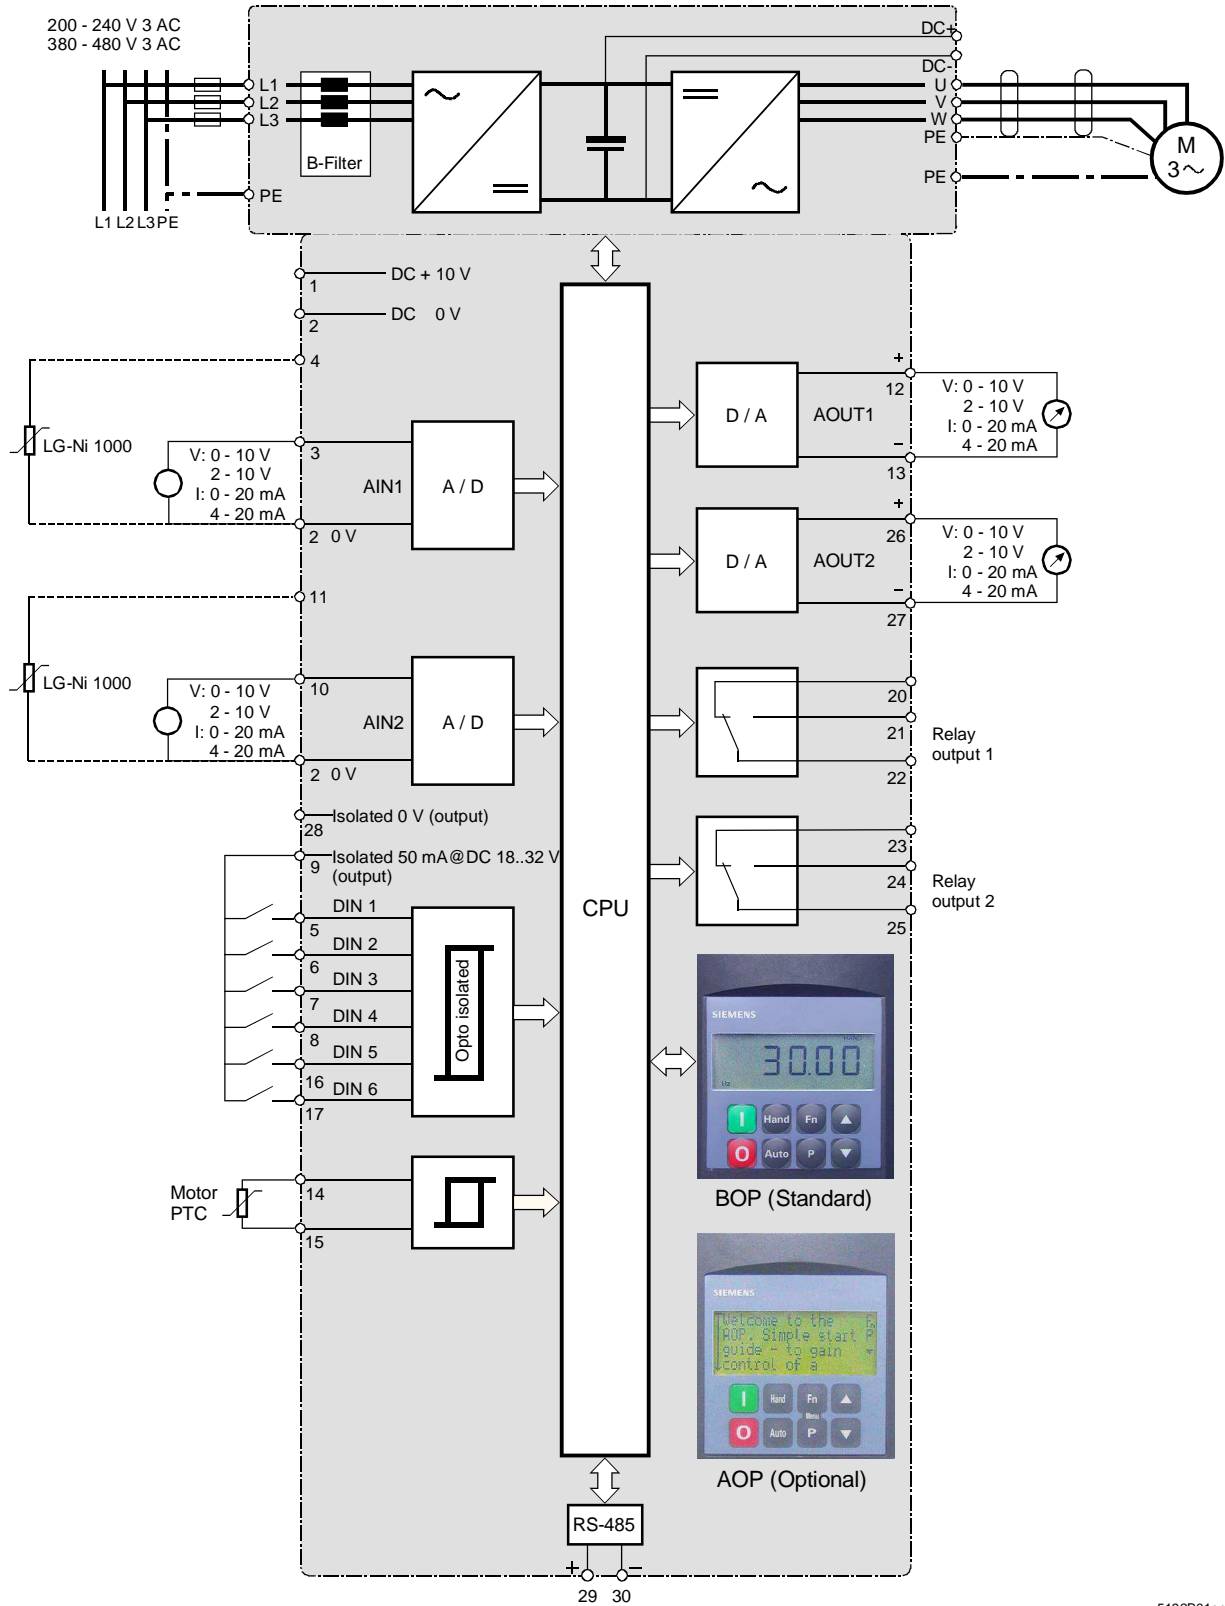 200 - 240 V 3 AC
380 - 480 V 3 AC
DC+
DC-
L1
L2
L3
B-Filter
PE
U
V
W
PE
PE
M
3
L1 L2 L3 PE
1
DC + 10 V
2
DC 0 V
4
LG-Ni 1000
V: 0 - 10 V
2 - 10 V
I: 0 - 20 mA
4 - 20 mA
3
AIN1
A / D
2 0 V
11
LG-Ni 1000
V: 0 - 10 V
2 - 10 V
I: 0 - 20 mA
4 - 20 mA
10
AIN2
A / D
2 0 V
28
Isolated 0 V (output)
9
Isolated 50 mA@DC 18..32 V
(output)
DIN 1
5
DIN 2
6
DIN 3
7
DIN 4
8
DIN 5
16
DIN 6
17
Opto isolated
Motor
PTC
14
15
CPU
D / A
AOUT1
+
12
−
13
V: 0 - 10 V
2 - 10 V
I: 0 - 20 mA
4 - 20 mA
D / A
AOUT2
+
26
−
27
V: 0 - 10 V
2 - 10 V
I: 0 - 20 mA
4 - 20 mA
20
21
22
Relay
output 1
23
24
25
Relay
output 2
SIEMENS
HAND
30.00
Hz
I Hand Fn
O Auto P
BOP (Standard)
SIEMENS
Welcome to the
AOP. Simple start P
guide - to gain
control of a
I Hand Fn
Menu
O Auto P
AOP (Optional)
RS-485
+
−
29 30